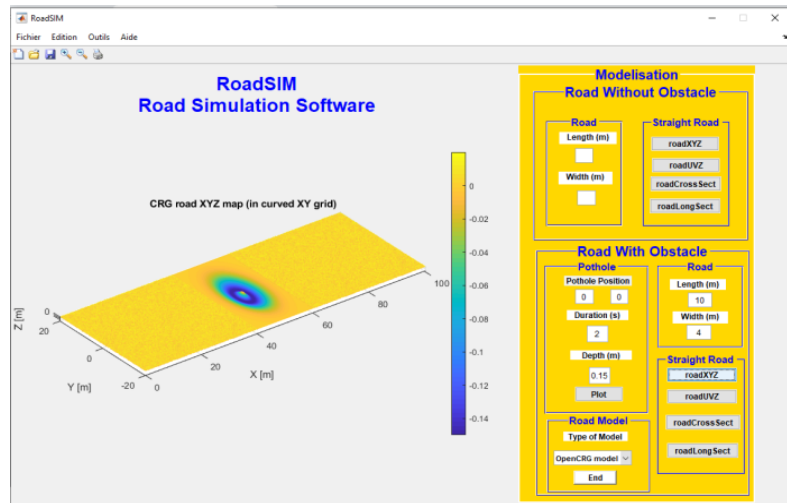 RoadSIM
Fichier Edition Outils Aide
RoadSIM
Road Simulation Software
CRG road XYZ map (in curved XY grid)
Z [m]
0
20
0
-20
Y [m]
0
20
40
60
80
100
X [m]
0
-0.02
-0.04
-0.06
-0.08
-0.1
-0.12
-0.14
Modelisation
Road Without Obstacle
Road
Length (m)
Width (m)
Straight Road
roadXYZ
roadUVZ
roadCrossSect
roadLongSect
Road With Obstacle
Pothole
Pothole Position
0 0
Duration (s)
2
Depth (m)
0.15
Plot
Road
Length (m)
10
Width (m)
4
Straight Road
roadXYZ
roadUVZ
roadCrossSect
roadLongSect
Road Model
Type of Model
OpenCRG model
End